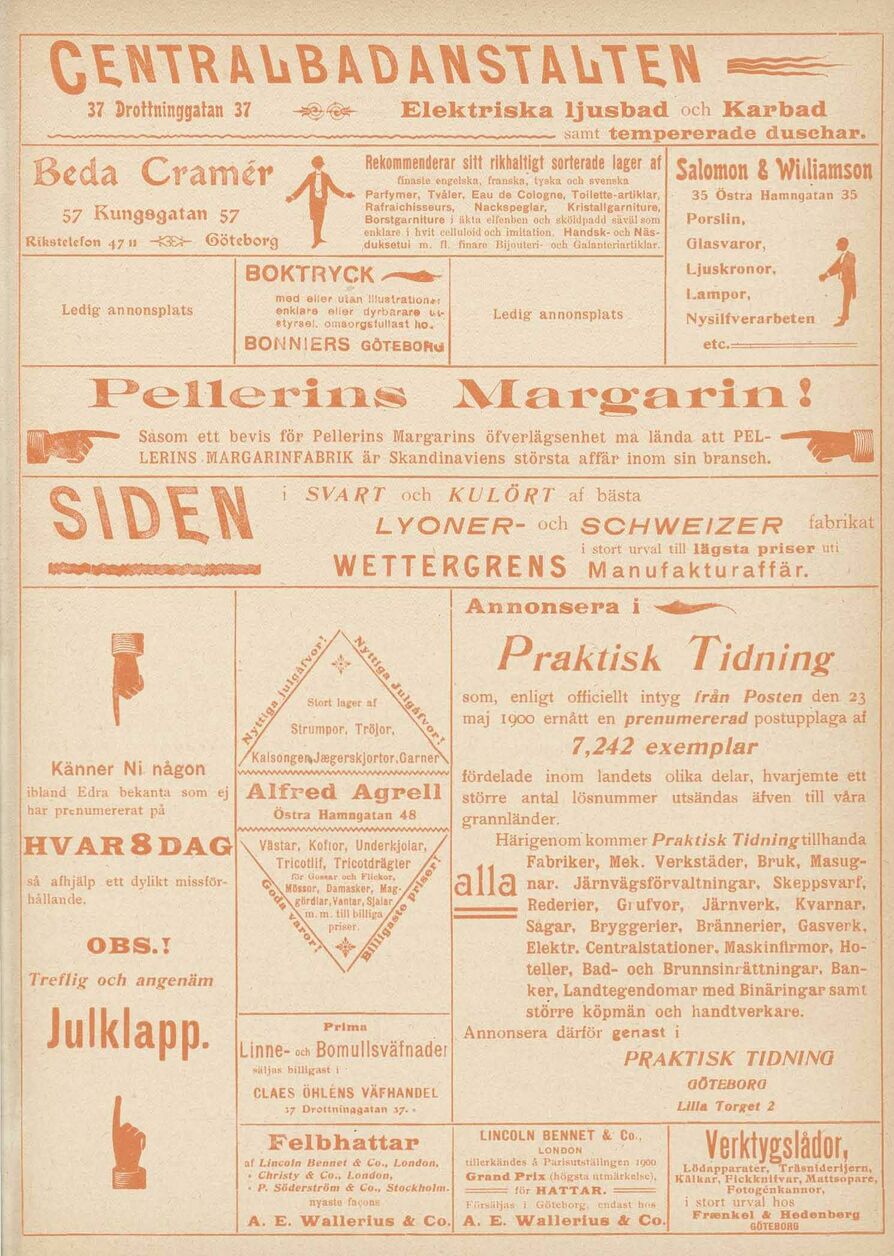 CENTRALBADANSTALTEN
37 Drottninggatan 37
Elektriska ljusbad och Karbad
samt tempererade duschar.
Beda Cramér
57 Kungsgatan 57
Rikstelefon 47 11 Göteborg
Rekommenderar sitt rikhaltigt sorterade lager af
finaste engelska, franska, tyska och svenska
Parfymer, Tvåler, Eau de Cologne, Toilette-artiklar,
Rafraichisseurs, Nackspeglar, Kristallgarniture,
Borstgarniture i äkta elfenben och sköldpadd såväl som
enklare i hvit celluloid och imitation. Handsk- och Näs-
duksetui m. fl. finare Bijouteri- och Galanteriartiklar.
Salomon & Williamson
35 Östra Hamngatan 35
Porslin,
Glasvaror,
Ljuskronor,
Lampor,
Nysilfverarbeten
etc.
Ledig annonsplats
BOKTRYCK
med eller utan illustrationer
enklare eller dyrbarare ut-
styrsel. omsorgsfullast ho.
BONNIERS GÖTEBORG
Ledig annonsplats
Pellerins Margarin!
Såsom ett bevis för Pellerins Margarins öfverlägsenhet må lända att PEL-
LERINS MARGARINFABRIK är Skandinaviens största affär inom sin bransch.
SIDEN
i SVART och KULÖRT af bästa
LYONER- och SCHWEIZER fabrikat
i stort urval till lägsta priser uti
WETTERGRENS Manufakturaffär.
Känner Ni någon
ibland Edra bekanta som ej
har prenumererat på
HVAR 8 DAG
så afhjälp ett dylikt missför-
hållande.
OBS.!
Treflig och angenäm
Julklapp.
Nyttiga julgåfvor!
Nyttiga Julgåfvor!
Stort lager af
Strumpor, Tröjor,
Kalsonger, Jægerskjortor, Garner
Alfred Agrell
Östra Hamngatan 48
Västar, Koftor, Underkjolar,
Tricotlif, Tricotdrägter
för Gossar och Flickor,
Mössor, Damasker, Mag-
gördlar, Vantar, Sjalar
m. m. till billiga
priser.
Goda varor!
Billigaste priser!
Prima
Linne- och Bomullsväfnader
säljas billigast i
CLAES ÖHLÉNS VÄFHANDEL
37 Drottninggatan 37.
Annonsera i
Praktisk Tidning
som, enligt officiellt intyg från Posten den 23
maj 1900 ernått en prenumererad postupplaga af
7,242 exemplar
fördelade inom landets olika delar, hvarjemte ett
större antal lösnummer utsändas äfven till våra
grannländer.
Härigenom kommer Praktisk Tidning tillhanda
alla
Fabriker, Mek. Verkstäder, Bruk, Masug-
nar. Järnvägsförvaltningar, Skeppsvarf,
Rederier, Grufvor, Järnverk, Kvarnar,
Sågar, Bryggerier, Brännerier, Gasverk,
Elektr. Centralstationer, Maskinfirmor, Ho-
teller, Bad- och Brunnsinrättningar, Ban-
ker, Landtegendomar med Binäringar samt
större köpmän och handtverkare.
Annonsera därför genast i
PRAKTISK TIDNING
GÖTEBORG
Lilla Torget 2
Felbhattar
af Lincoln Bennet & Co., London,
» Christy & Co., London,
» P. Söderström & Co., Stockholm.
nyaste façons
A. E. Wallerius & Co.
LINCOLN BENNET & Co.,
LONDON
tillerkändes å Parisutställingen 1900
Grand Prix (högsta utmärkelse),
för HATTAR.
Försäljas i Göteborg, endast hos
A. E. Wallerius & Co.
Verktygslådor,
Lödapparater, Träsniderijern,
Kälkar, Fickknifvar, Mattsopare,
Fotogénkannor,
i stort urval hos
Frænkel & Hedenberg
GÖTEBORG